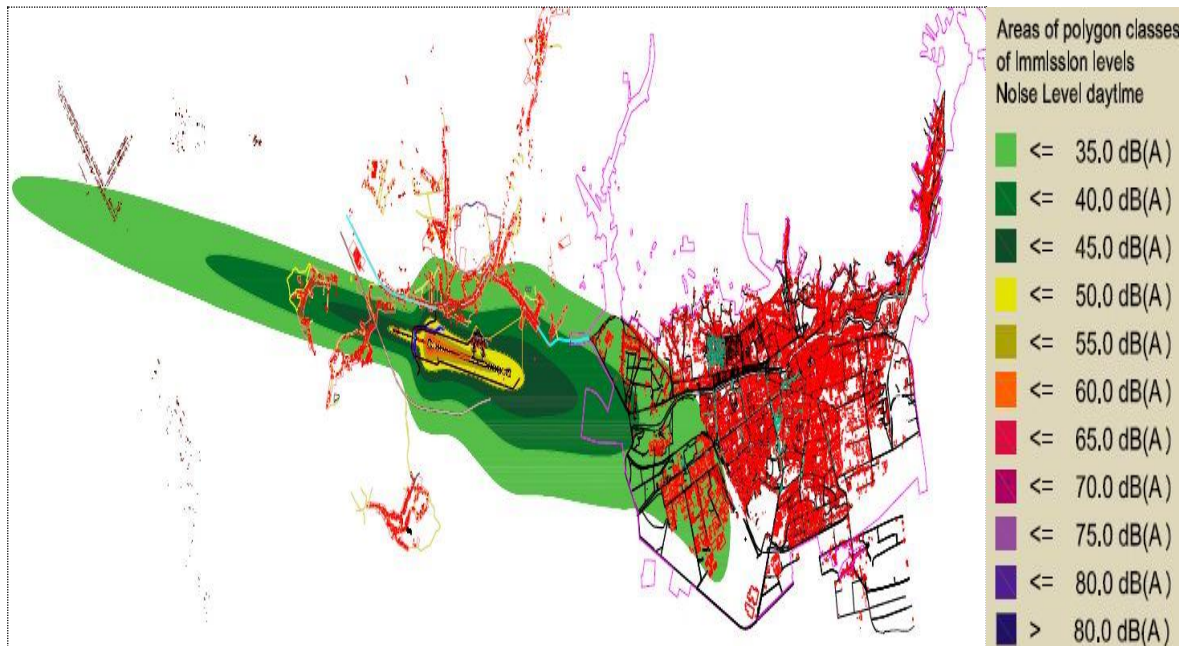 Areas of polygon classes
of Immission levels
Noise Level daytime
<= 35.0 dB(A)
<= 40.0 dB(A)
<= 45.0 dB(A)
<= 50.0 dB(A)
<= 55.0 dB(A)
<= 60.0 dB(A)
<= 65.0 dB(A)
<= 70.0 dB(A)
<= 75.0 dB(A)
<= 80.0 dB(A)
> 80.0 dB(A)